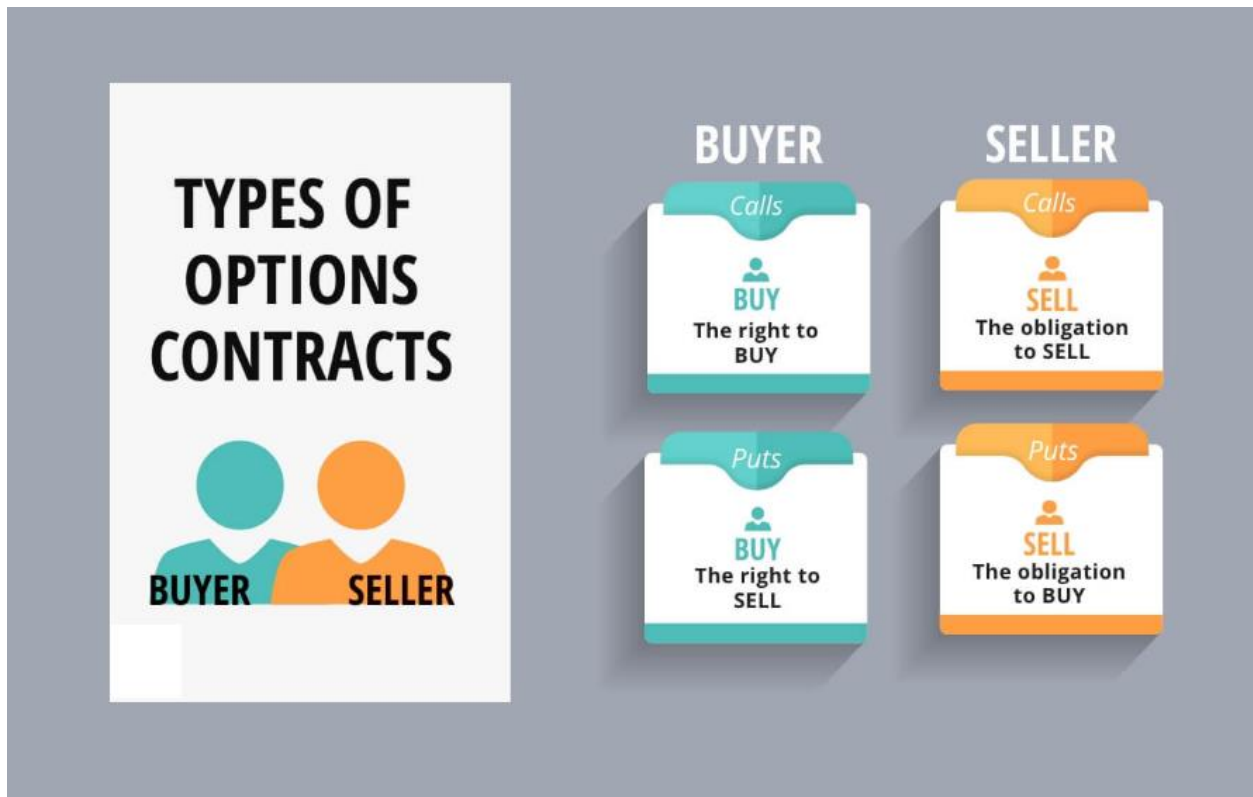 TYPES OF
OPTIONS
CONTRACTS
BUYER
SELLER
BUYER
Calls
BUY
The right to
BUY
Puts
BUY
The right to
SELL
SELLER
Calls
SELL
The obligation
to SELL
Puts
SELL
The obligation
to BUY